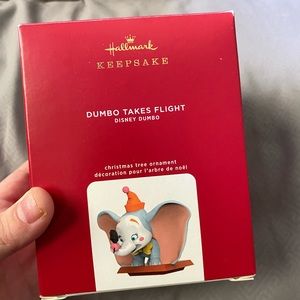 Hallmark
KEEPSAKE
DUMBO TAKES FLIGHT
DISNEY DUMBO
christmas tree ornament
décoration pour l'arbre de noël